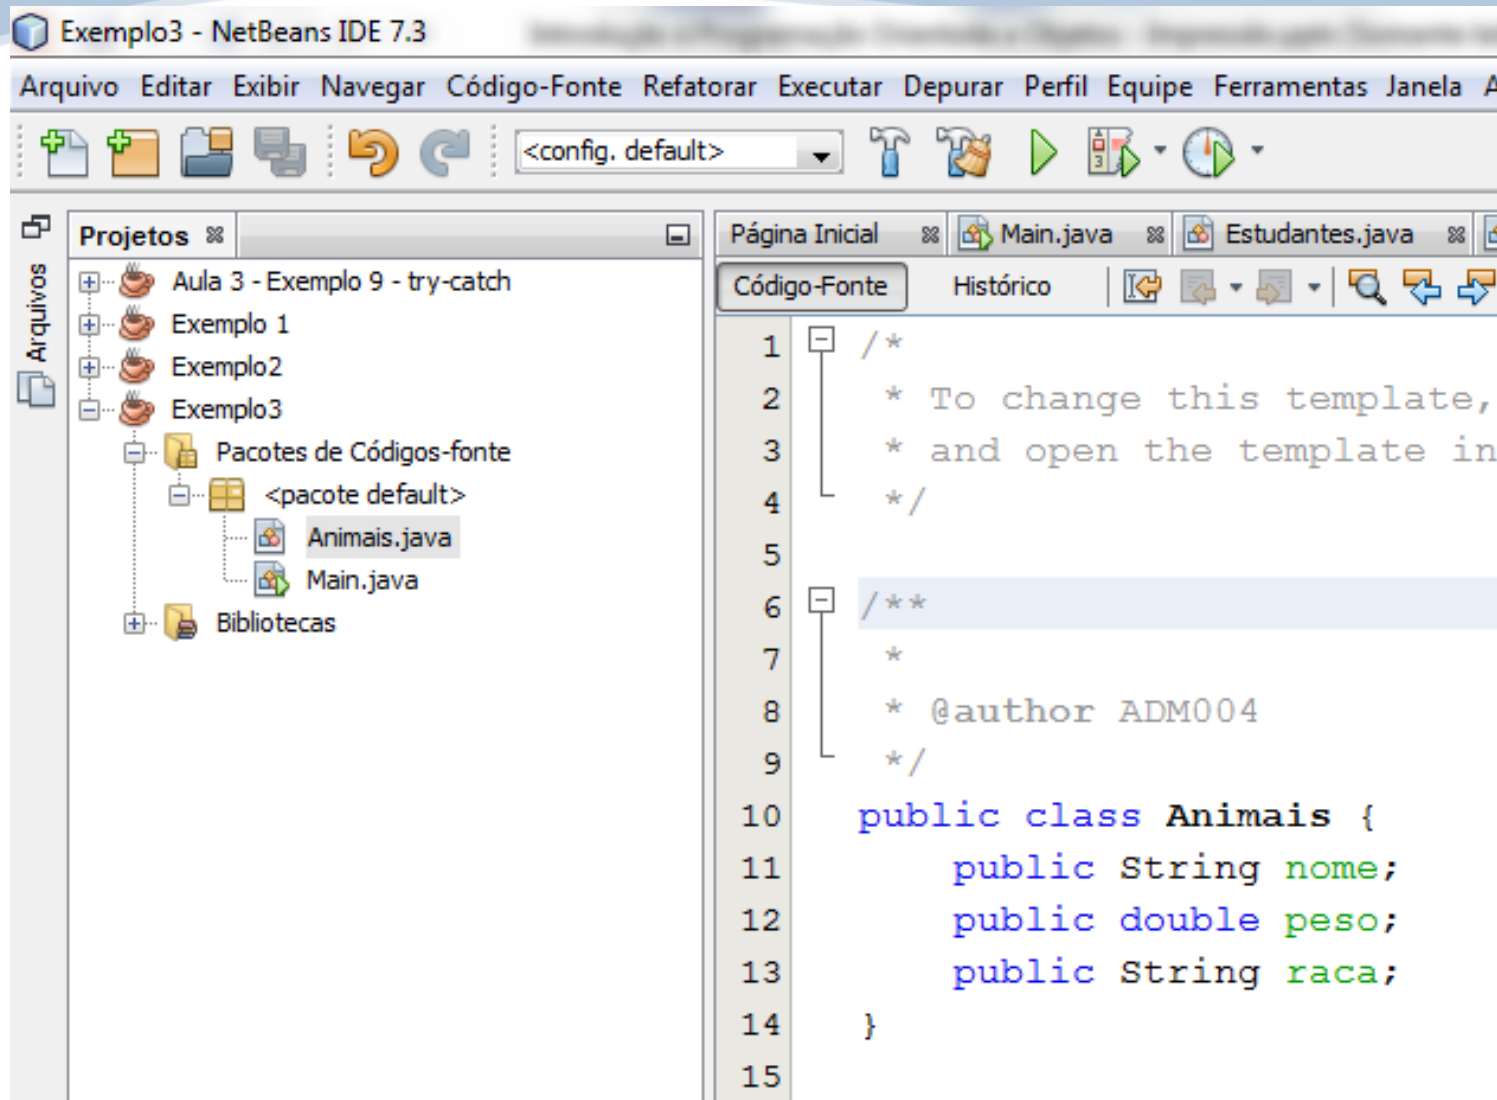 Exemplo3 - NetBeans IDE 7.3
Arquivo Editar Exibir Navegar Código-Fonte Refatorar Executar Depurar Perfil Equipe Ferramentas Janela A
<config. default>
Arquivos
Projetos
Aula 3 - Exemplo 9 - try-catch
Exemplo 1
Exemplo2
Exemplo3
Pacotes de Códigos-fonte
<pacote default>
Animais.java
Main.java
Bibliotecas
Página Inicial Main.java Estudantes.java
Código-Fonte Histórico
1 /*
2 * To change this template,
3 * and open the template in
4 */
5
6 /**
7 *
8 * @author ADM004
9 */
10 public class Animais {
11 public String nome;
12 public double peso;
13 public String raca;
14 }
15